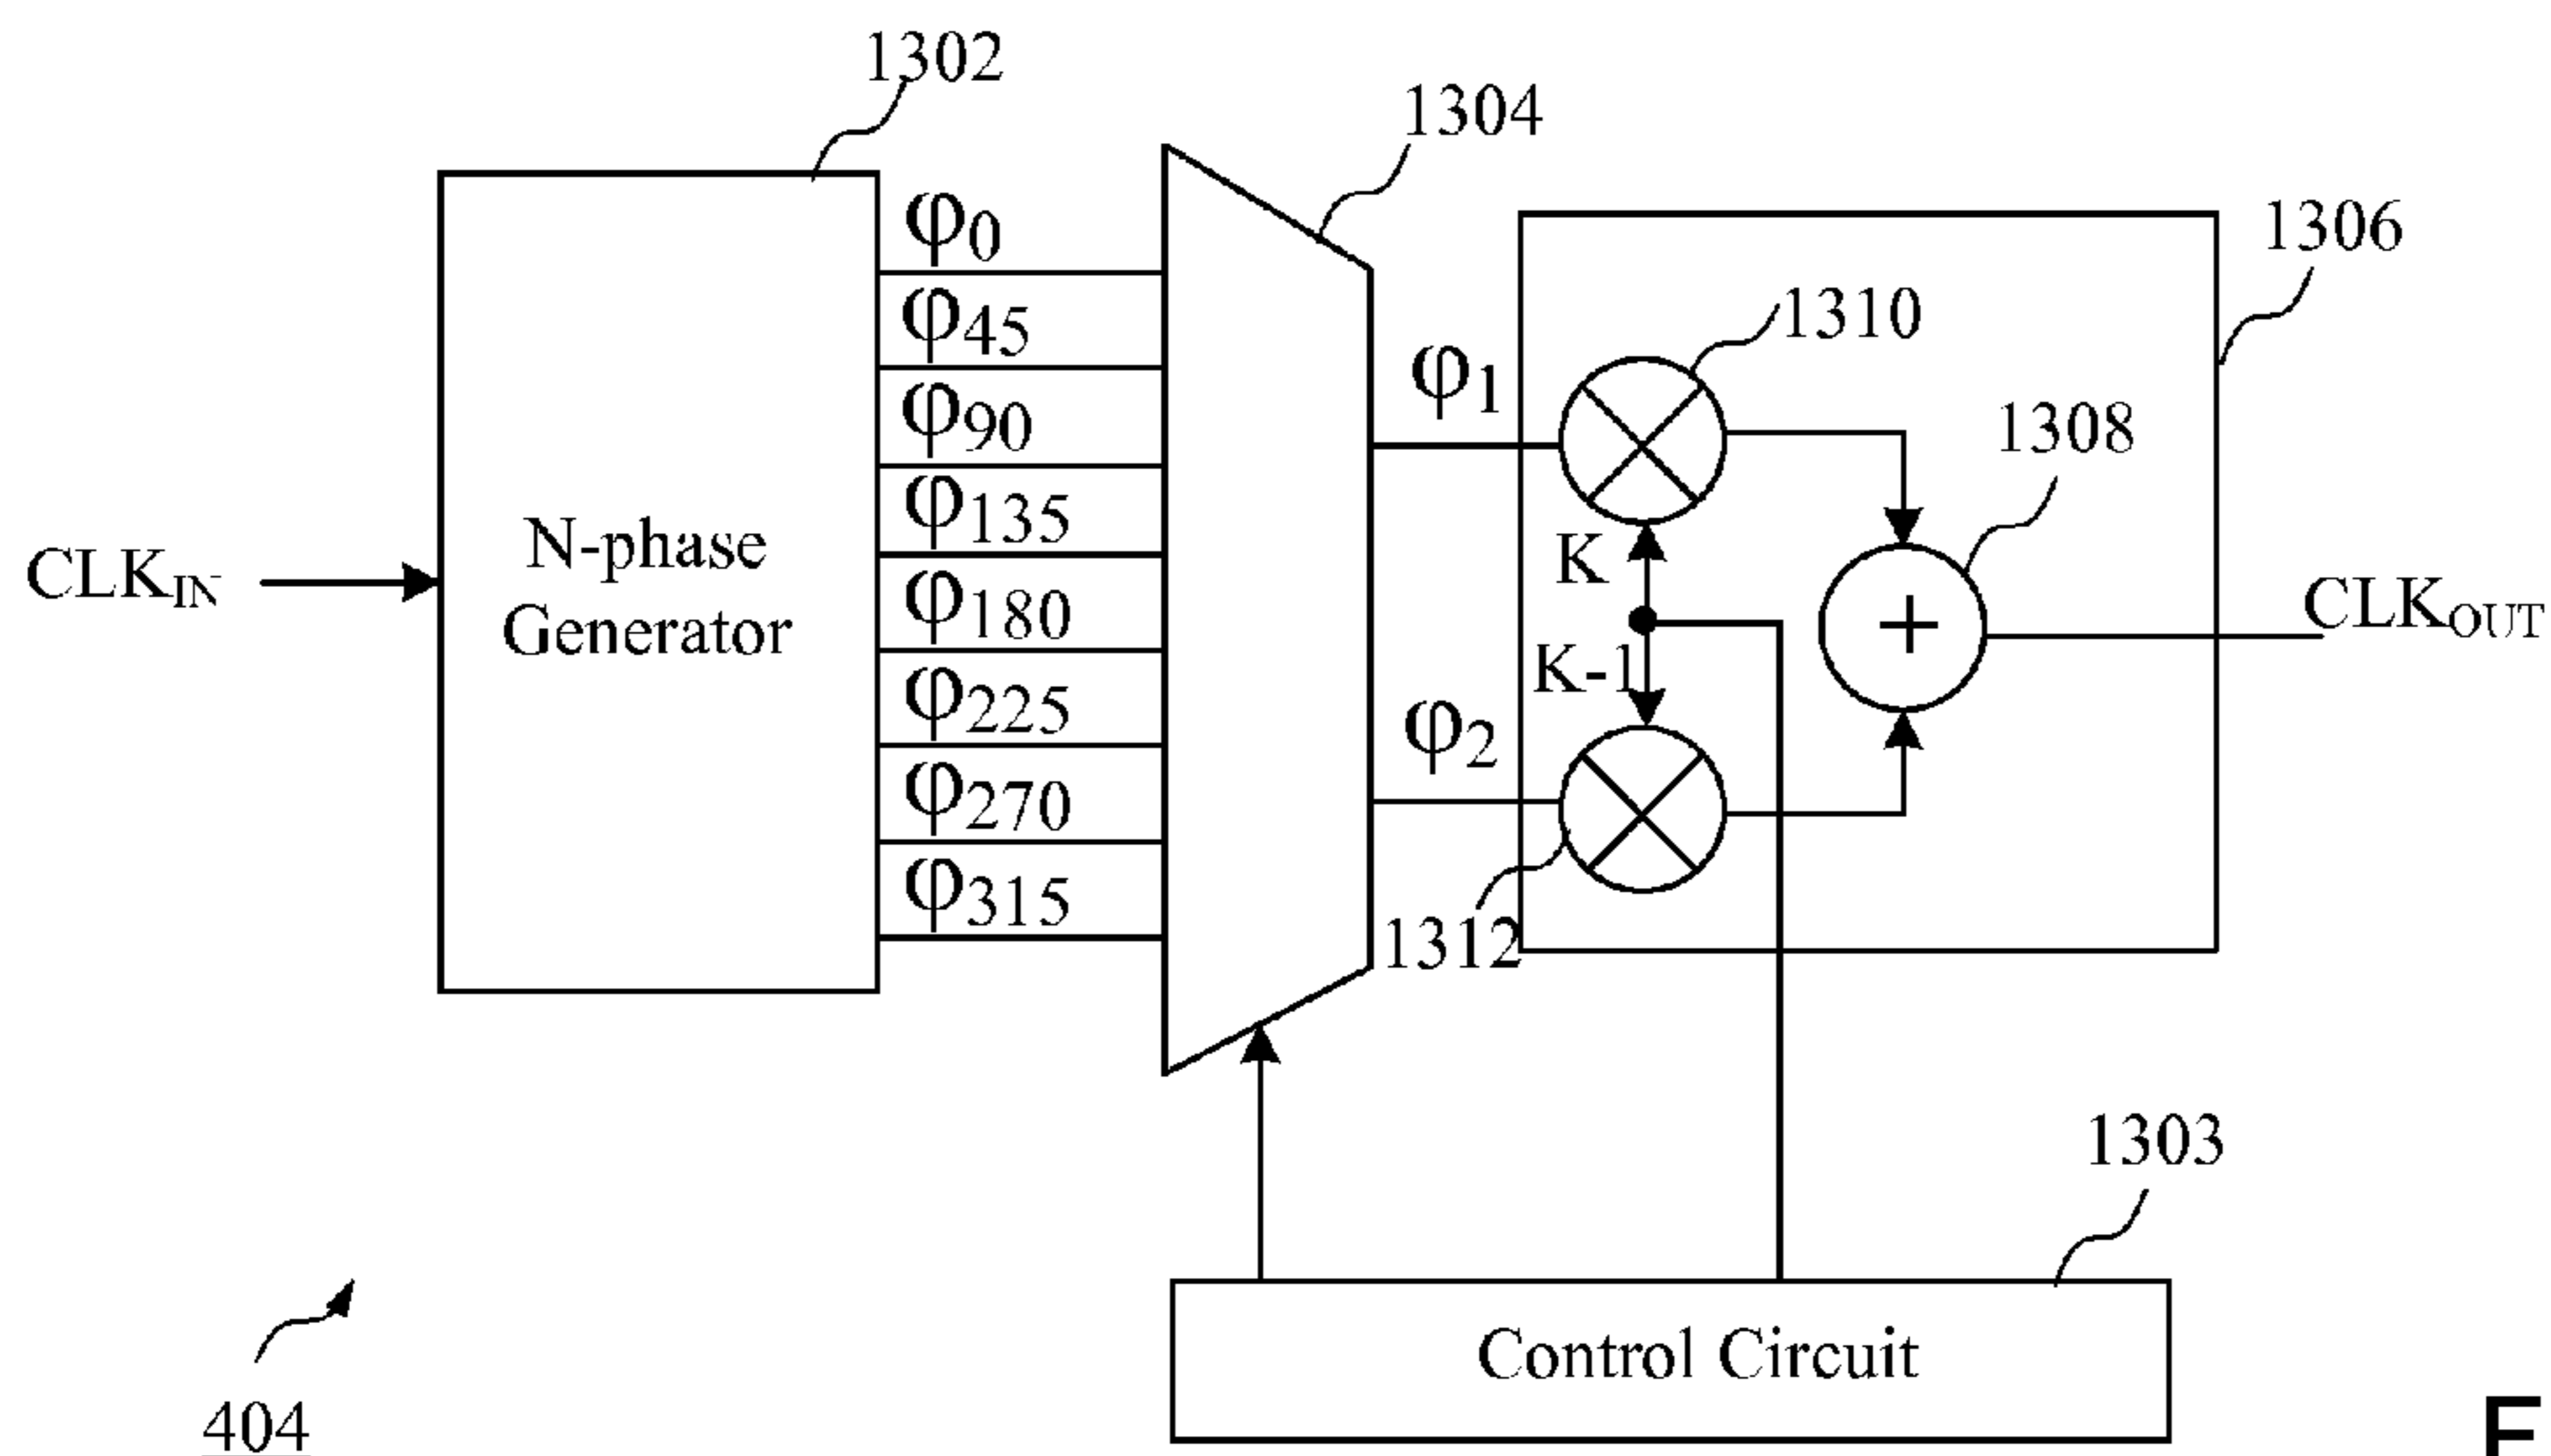 1302
1304
1306
φ0
φ45
φ90
φ135
φ180
φ225
φ270
φ315
N-phase
Generator
CLKIN
φ1
φ2
1310
1308
K
K-1
1312
CLKOUT
1303
Control Circuit
404